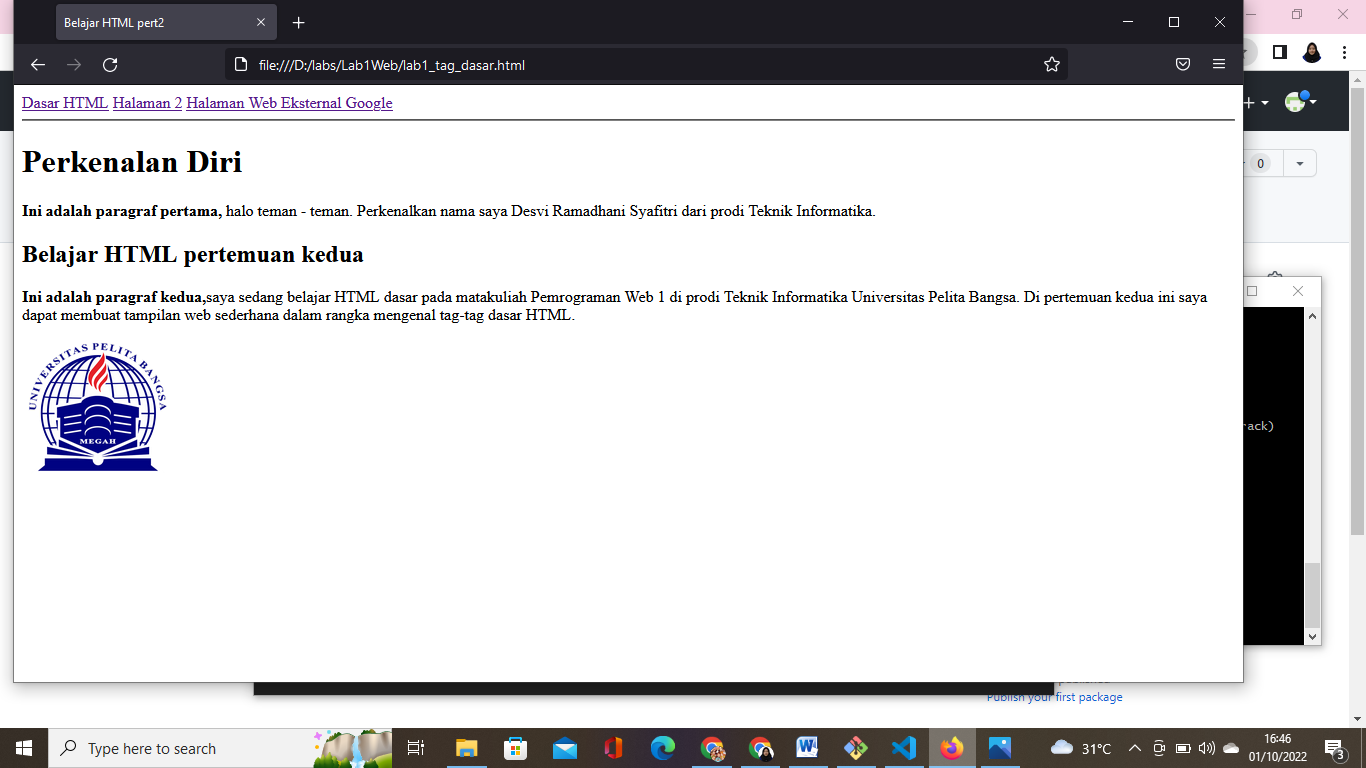 Belajar HTML pert2
file:///D:/labs/Lab1Web/lab1_tag_dasar.html
Dasar HTML Halaman 2 Halaman Web Eksternal Google
0
Perkenalan Diri
Ini adalah paragraf pertama, halo teman - teman. Perkenalkan nama saya Desvi Ramadhani Syafitri dari prodi Teknik Informatika.
Belajar HTML pertemuan kedua
Ini adalah paragraf kedua,saya sedang belajar HTML dasar pada matakuliah Pemrograman Web 1 di prodi Teknik Informatika Universitas Pelita Bangsa. Di pertemuan kedua ini saya
dapat membuat tampilan web sederhana dalam rangka mengenal tag-tag dasar HTML.
UNIVERSITAS PELITA BANGSA
MEGAH
rack)
Publish your first package
Type here to search
31°C
16:46
01/10/2022
3